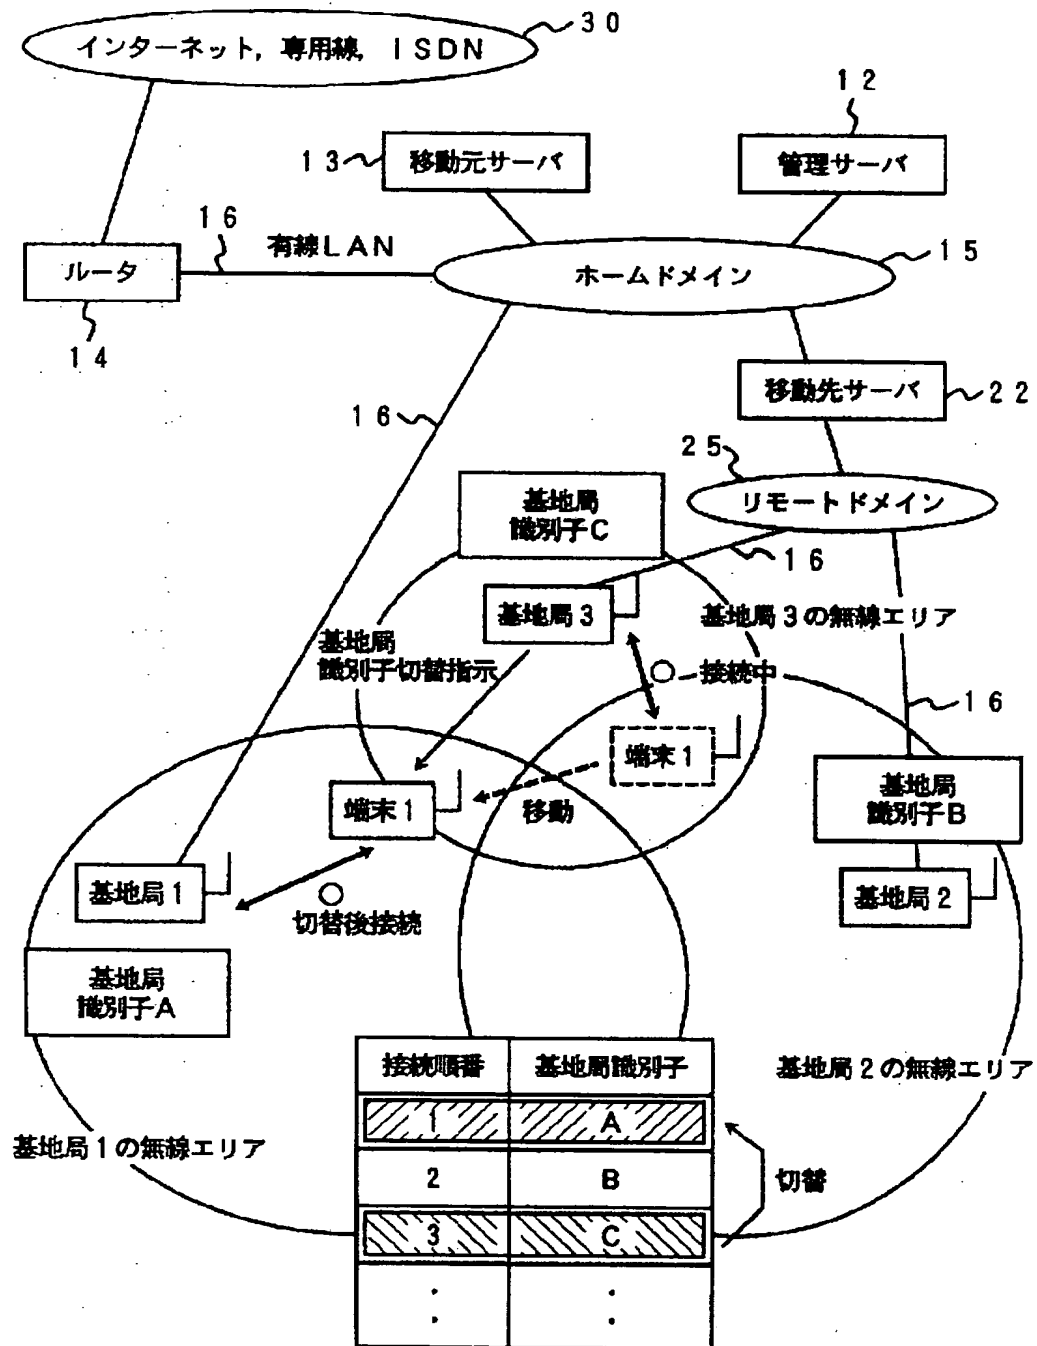 30
インターネット, 専用線, ISDN
12
13
移動元サーバ
管理サーバ
16
有線LAN
15
ルータ
ホームドメイン
14
移動先サーバ
22
16
25
基地局
識別子C
リモートドメイン
16
基地局3
基地局3の無線エリア
基地局
識別子切替指示
接続中
16
端末1
基地局
識別子B
端末1
移動
基地局1
基地局2
切替後接続
基地局
識別子A
接続順番 基地局識別子
基地局2の無線エリア
1 A
基地局1の無線エリア
2 B
切替
3 C